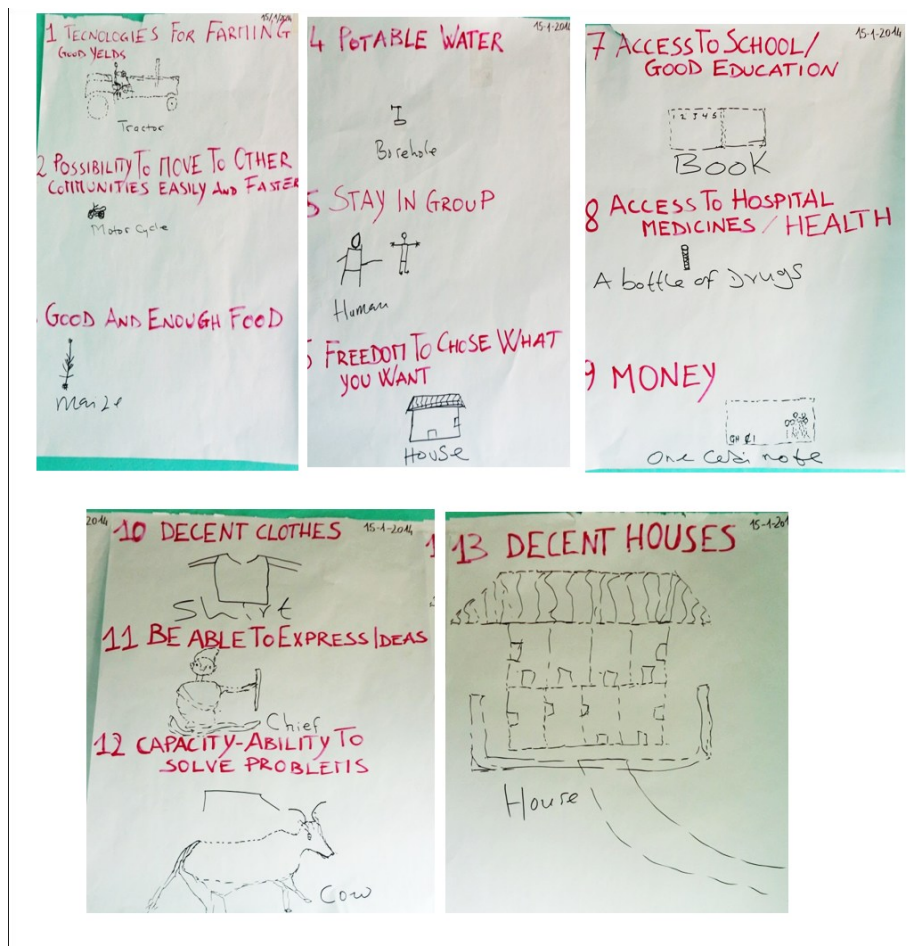 15/1/2014
1 TECNOLOGIES FOR FARMING
GOOD YELDS
Tractor
2 POSSIBILITY TO MOVE TO OTHER
COMMUNITIES EASILY AND FASTER
Motor Cycle
GOOD AND ENOUGH FOOD
Maize
15-1-2014
4 POTABLE WATER
Borehole
5 STAY IN GROUP
Human
FREEDOM TO CHOSE WHAT
YOU WANT
House
15-1-2014
7 ACCESS TO SCHOOL/
GOOD EDUCATION
1 2 3 4 5
BOOK
8 ACCESS TO HOSPITAL
MEDICINES / HEALTH
A bottle of Drugs
9 MONEY
GH ₵1
One Cedi note
2014
15-1-2014
10 DECENT CLOTHES
Shirt
11 BE ABLE TO EXPRESS IDEAS
Chief
12 CAPACITY-ABILITY TO
SOLVE PROBLEMS
Cow
15-1-201
13 DECENT HOUSES
House